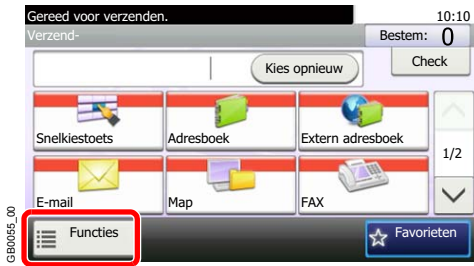 Gereed voor verzenden.
10:10
Verzend-
Bestem: 0
Kies opnieuw
Check
Snelkiestoets
Adresboek
Extern adresboek
1/2
E-mail
Map
FAX
Functies
Favorieten
GB0055_00